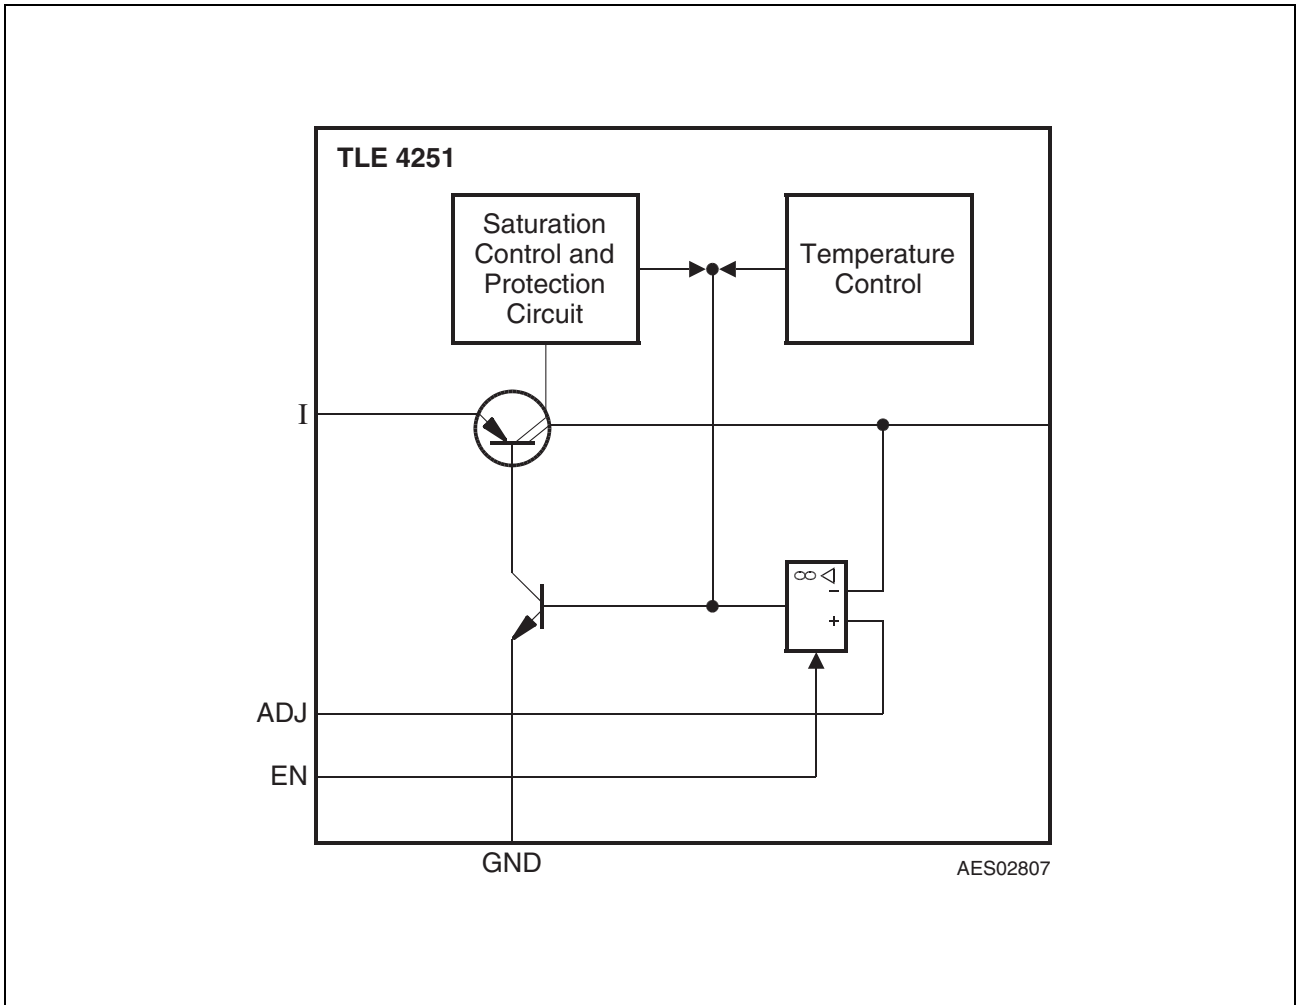 TLE 4251
Saturation
Control and
Protection
Circuit
Temperature
Control
I
∞ ◁
−
+
ADJ
EN
GND
AES02807